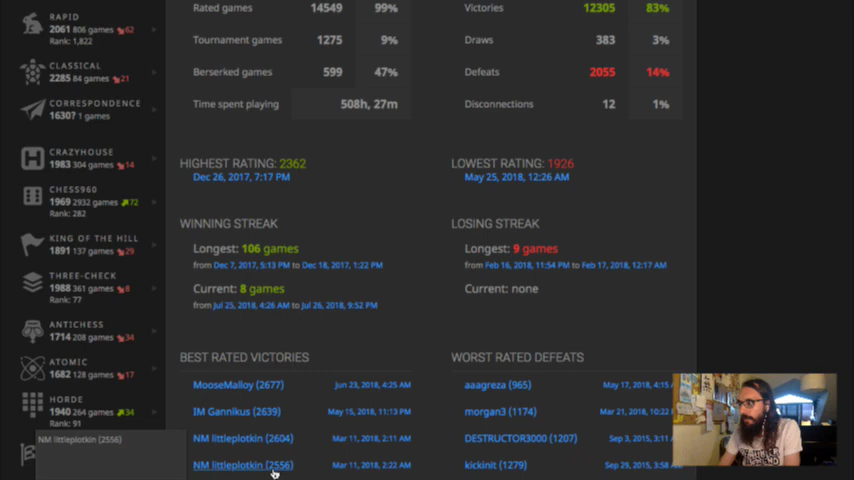 RAPID
2061 806 games 62
Rank: 1,822
CLASSICAL
2285 84 games 21
CORRESPONDENCE
1630? 1 games
CRAZYHOUSE
1983 304 games 14
CHESS960
1969 2932 games 72
Rank: 282
KING OF THE HILL
1891 137 games 29
THREE-CHECK
1988 361 games 8
Rank: 77
ANTICHESS
1714 208 games 34
ATOMIC
1682 128 games 17
HORDE
1940 264 games 34
Rank: 91
NM littleplotkin (2556)
Rated games 14549 99%
Tournament games 1275 9%
Berserked games 599 47%
Time spent playing 508h, 27m
Victories 12305 83%
Draws 383 3%
Defeats 2055 14%
Disconnections 12 1%
HIGHEST RATING: 2362
Dec 26, 2017, 7:17 PM
LOWEST RATING: 1926
May 25, 2018, 12:26 AM
WINNING STREAK
Longest: 106 games
from Dec 7, 2017, 5:13 PM to Dec 18, 2017, 1:22 PM
Current: 8 games
from Jul 25, 2018, 4:26 AM to Jul 26, 2018, 9:52 PM
LOSING STREAK
Longest: 9 games
from Feb 16, 2018, 11:54 PM to Feb 17, 2018, 12:17 AM
Current: none
BEST RATED VICTORIES
MooseMalloy (2677) Jun 23, 2018, 4:25 AM
IM Gannikus (2639) May 15, 2018, 11:13 PM
NM littleplotkin (2604) Mar 11, 2018, 2:11 AM
NM littleplotkin (2556) Mar 11, 2018, 2:22 AM
WORST RATED DEFEATS
aaagreza (965) May 17, 2018, 4:15
morgan3 (1174) Mar 21, 2018, 10:22
DESTRUCTOR3000 (1207) Sep 3, 2015, 3:11
kickinit (1279) Sep 29, 2015, 3:58